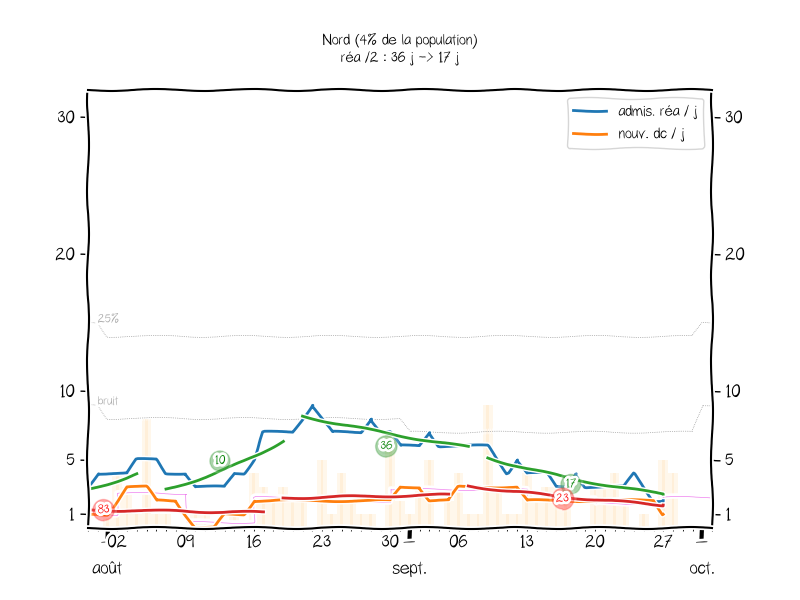 Nord (4% de la population)
réa /2 : 36 j -> 17 j
admis. réa / j
nouv. dc / j
30
30
20
20
25%
10
10
bruit
5
5
10
36
17
23
83
1
1
02 09 16 23 30 06 13 20 27
août sept. oct.